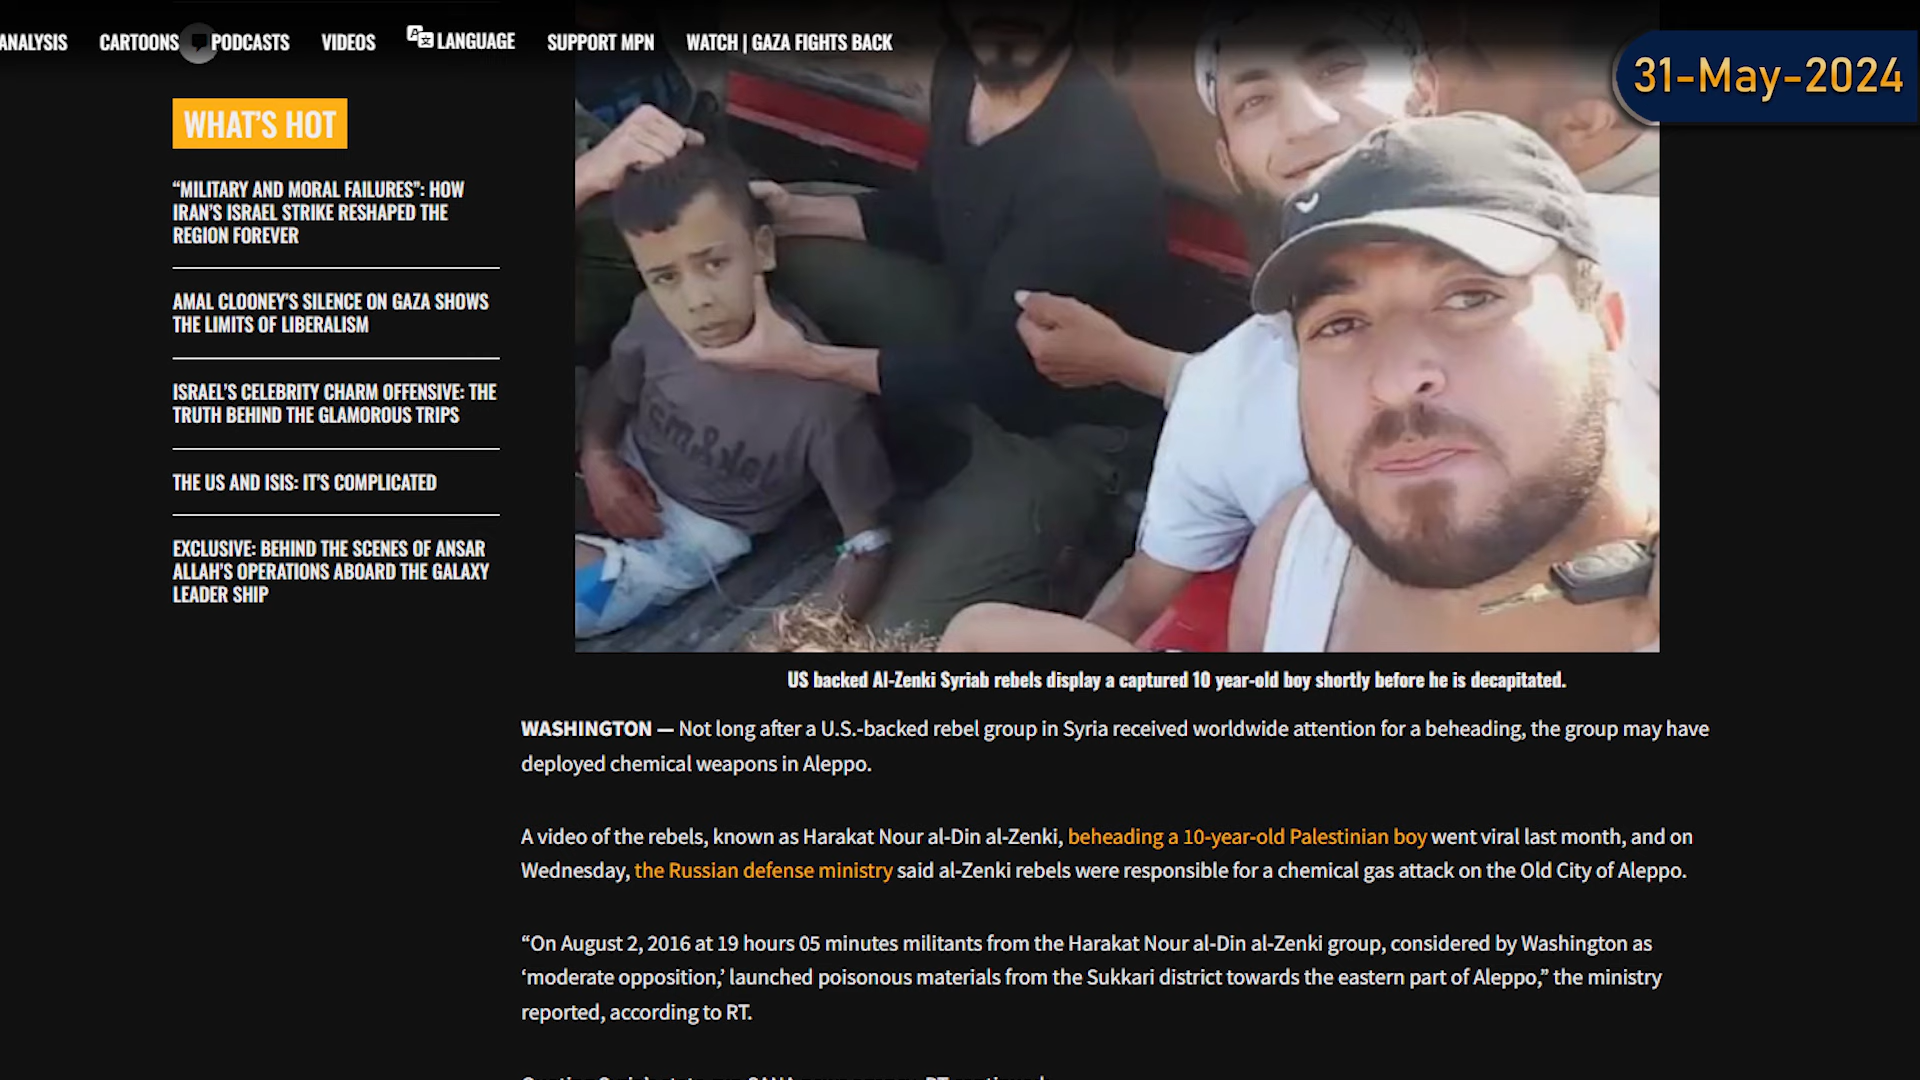 ANALYSIS CARTOONS PODCASTS VIDEOS LANGUAGE SUPPORT MPN WATCH | GAZA FIGHTS BACK
31-May-2024
WHAT'S HOT
“MILITARY AND MORAL FAILURES”: HOW
IRAN'S ISRAEL STRIKE RESHAPED THE
REGION FOREVER
AMAL CLOONEY'S SILENCE ON GAZA SHOWS
THE LIMITS OF LIBERALISM
ISRAEL'S CELEBRITY CHARM OFFENSIVE: THE
TRUTH BEHIND THE GLAMOROUS TRIPS
THE US AND ISIS: IT'S COMPLICATED
EXCLUSIVE: BEHIND THE SCENES OF ANSAR
ALLAH'S OPERATIONS ABOARD THE GALAXY
LEADER SHIP
US backed Al-Zenki Syriab rebels display a captured 10 year-old boy shortly before he is decapitated.
WASHINGTON — Not long after a U.S.-backed rebel group in Syria received worldwide attention for a beheading, the group may have
deployed chemical weapons in Aleppo.
A video of the rebels, known as Harakat Nour al-Din al-Zenki, beheading a 10-year-old Palestinian boy went viral last month, and on
Wednesday, the Russian defense ministry said al-Zenki rebels were responsible for a chemical gas attack on the Old City of Aleppo.
“On August 2, 2016 at 19 hours 05 minutes militants from the Harakat Nour al-Din al-Zenki group, considered by Washington as
‘moderate opposition,’ launched poisonous materials from the Sukkari district towards the eastern part of Aleppo,” the ministry
reported, according to RT.